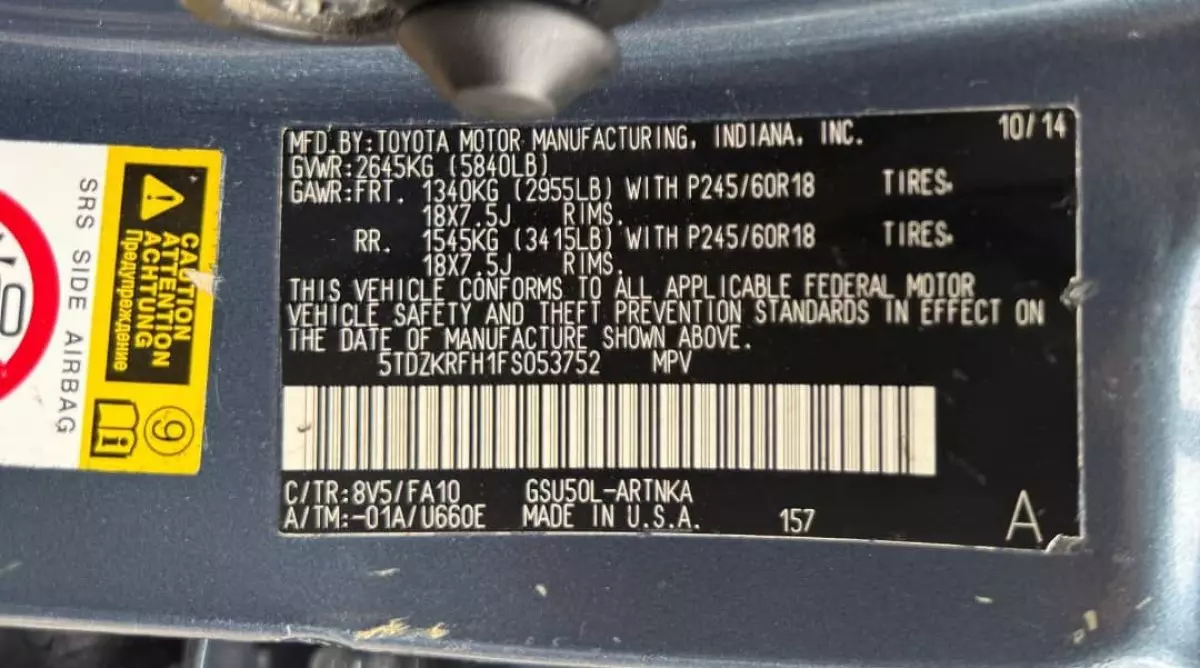 MFD.BY:TOYOTA MOTOR MANUFACTURING, INDIANA, INC. 10/14
GVWR:2645KG (5840LB)
GAWR:FRT. 1340KG (2955LB) WITH P245/60R18 TIRES.
18X7.5J RIMS.
RR. 1545KG (3415LB) WITH P245/60R18 TIRES.
18X7.5J RIMS.
THIS VEHICLE CONFORMS TO ALL APPLICABLE FEDERAL MOTOR
VEHICLE SAFETY AND THEFT PREVENTION STANDARDS IN EFFECT ON
THE DATE OF MANUFACTURE SHOWN ABOVE.
5TDZKRFH1FS053752 MPV
C/TR:8V5/FA10 GSU50L-ARTNKA
A/TM:-01A/U660E MADE IN U.S.A. 157 A
CAUTION
ATTENTION
ACHTUNG
Предупреждение
9
SRS SIDE AIRBAG